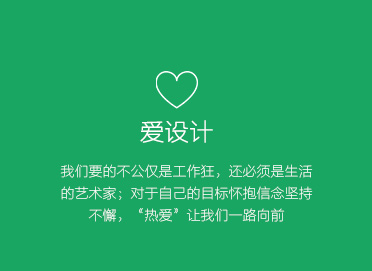 爱设计
我们要的不公仅是工作狂，还必须是生活
的艺术家；对于自己的目标怀抱信念坚持
不懈，“热爱”让我们一路向前